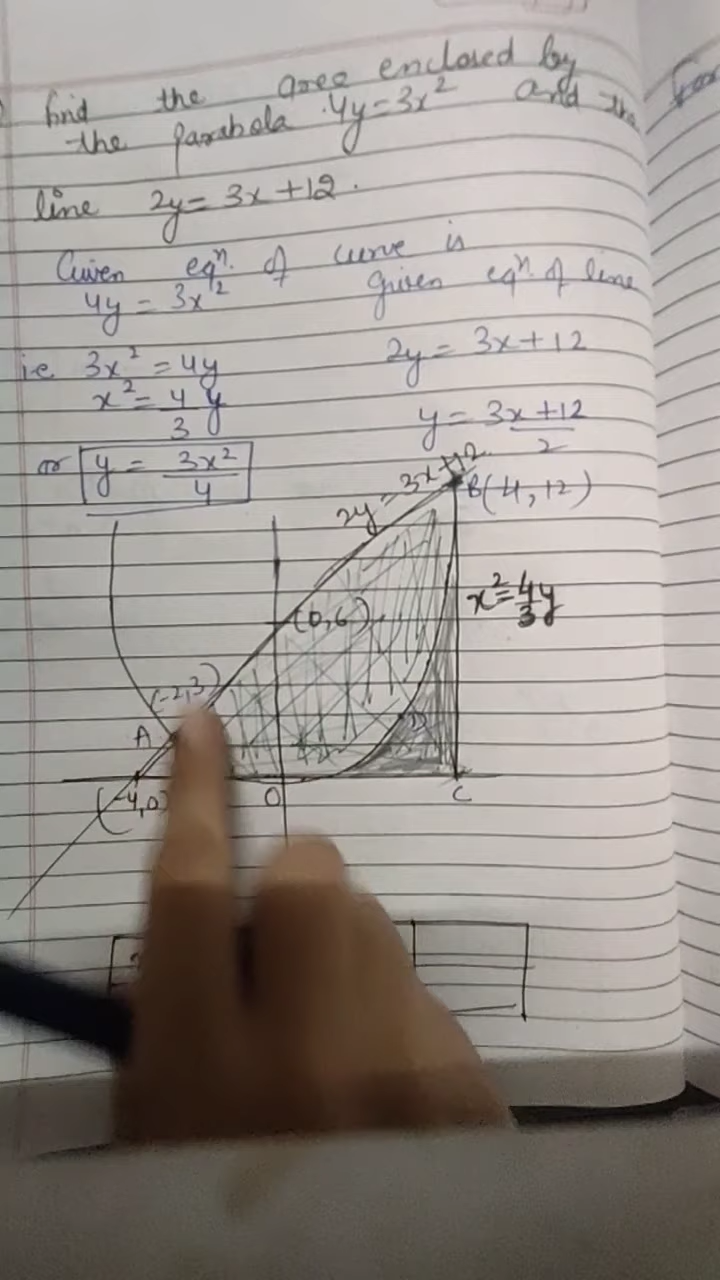 find the area enclosed by
the parabola 4y=3x² and the
line 2y= 3x+12.
Given eqⁿ. of curve is
4y = 3x²
given eqⁿ. of line
i.e 3x² = 4y
2y= 3x+12
x² = 4/3 y
y = 3x+12/2
or y = 3x²/4
2y = 3x+12
B(4,12)
x² = 4/3 y
(0,6)
(-2,3)
A
(-4,0)
O
C